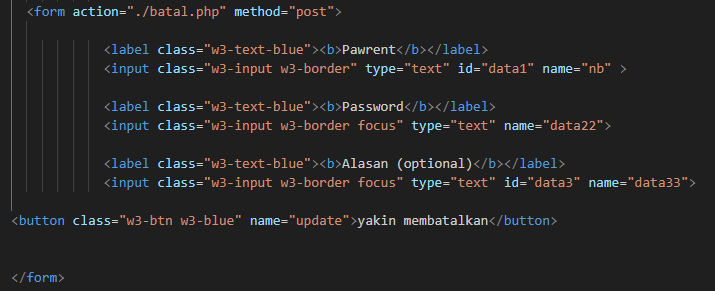 <form action="./batal.php" method="post">
<label class="w3-text-blue"><b>Pawrent</b></label>
<input class="w3-input w3-border" type="text" id="data1" name="nb" >
<label class="w3-text-blue"><b>Password</b></label>
<input class="w3-input w3-border focus" type="text" name="data22">
<label class="w3-text-blue"><b>Alasan (optional)</b></label>
<input class="w3-input w3-border focus" type="text" id="data3" name="data33">
<button class="w3-btn w3-blue" name="update">yakin membatalkan</button>
</form>